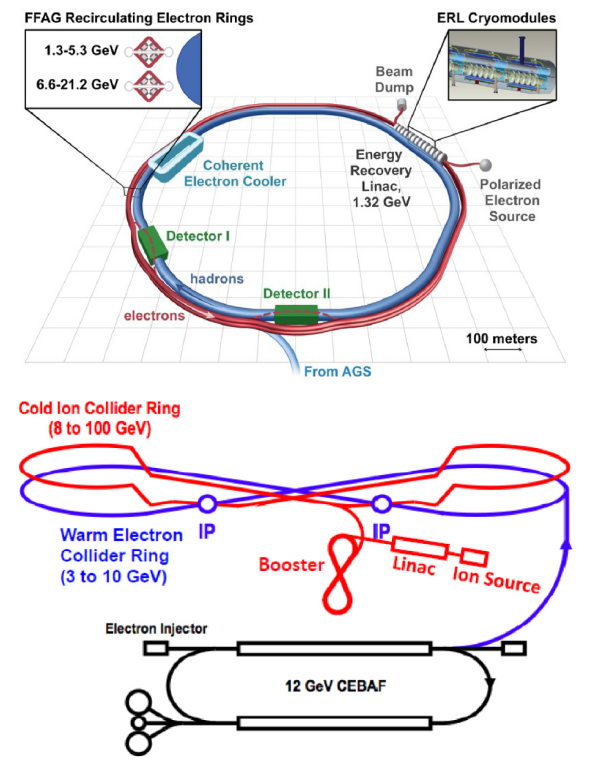 FFAG Recirculating Electron Rings
ERL Cryomodules
1.3-5.3 GeV
6.6-21.2 GeV
Beam
Dump
Energy
Recovery
Linac,
1.32 GeV
Coherent
Electron Cooler
Polarized
Electron
Source
Detector I
hadrons
Detector II
electrons
100 meters
From AGS
Cold Ion Collider Ring
(8 to 100 GeV)
IP
IP
Warm Electron
Collider Ring
(3 to 10 GeV)
Booster
Linac
Ion Source
Electron Injector
12 GeV CEBAF